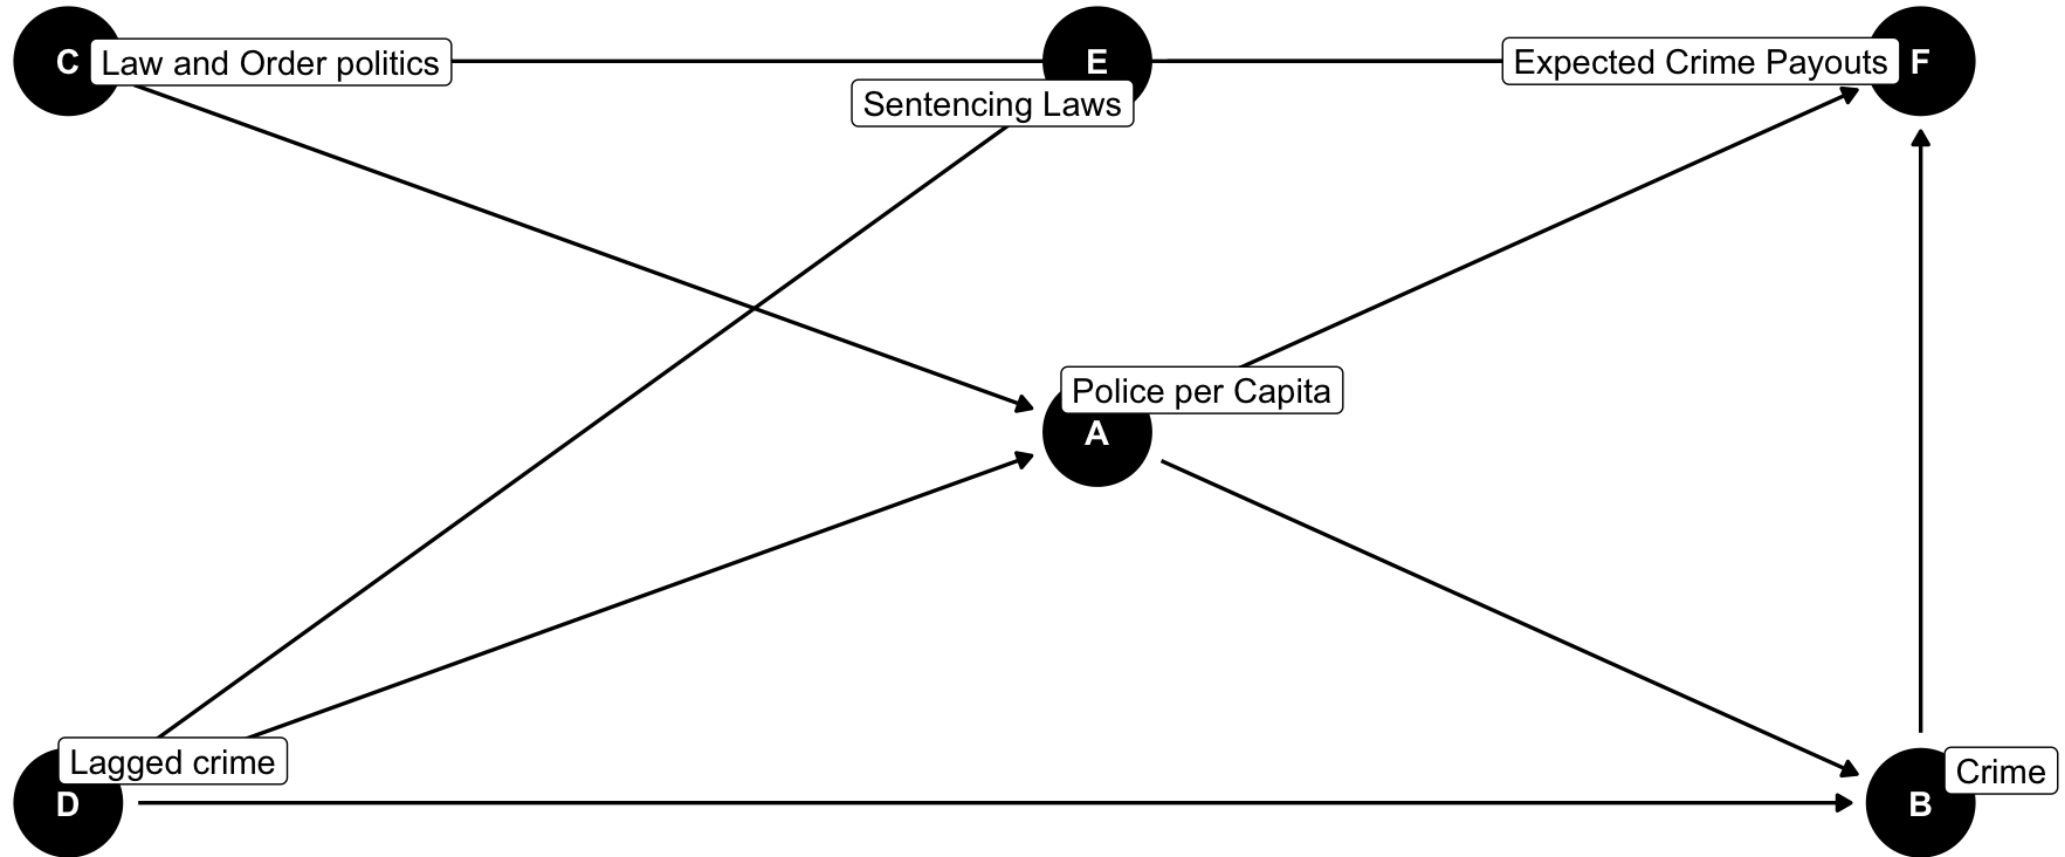 C Law and Order politics
E
Sentencing Laws
Expected Crime Payouts F
Police per Capita
A
Lagged crime
D
Crime
B